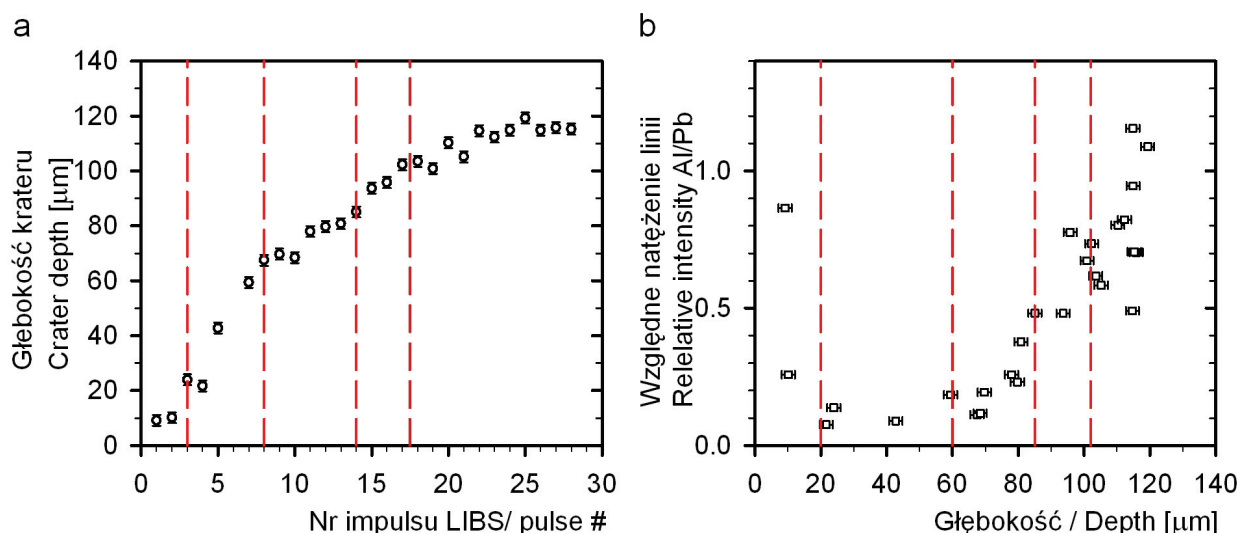 a
Głebokość krateru
Crater depth [µm]
140
120
100
80
60
40
20
0
0 5 10 15 20 25 30
Nr impulsu LIBS/ pulse #
b
Względne natężenie linii
Relelative intensity Al/Pb
1.0
0.5
0.0
0 20 40 60 80 100 120 140
Głębokość / Depth [µm]